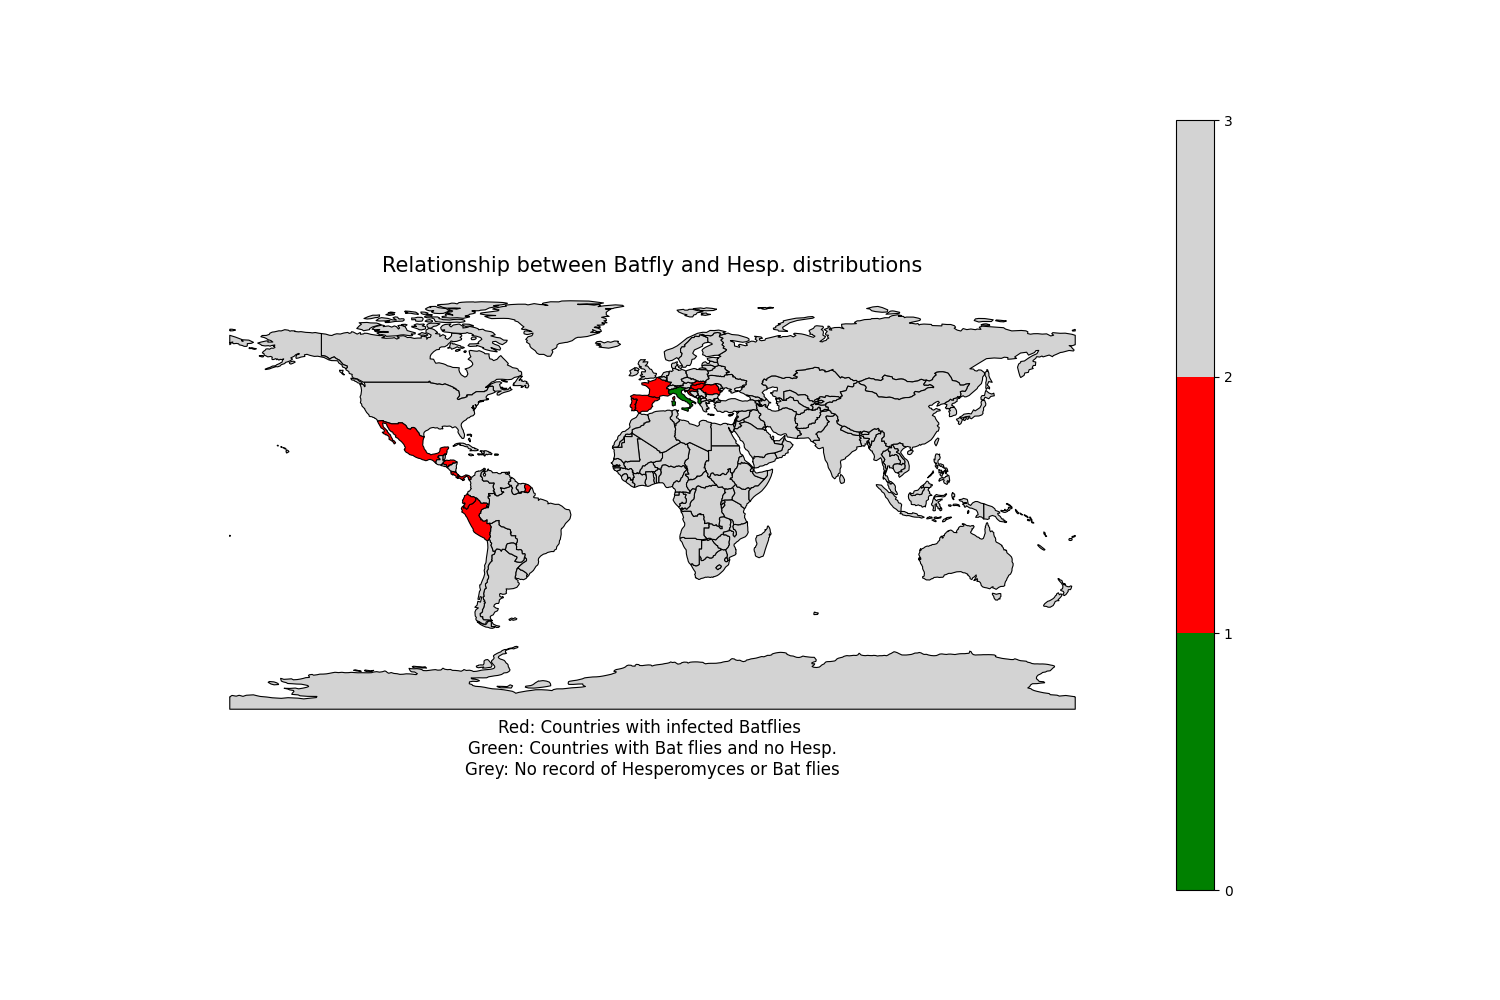 Relationship between Batfly and Hesp. distributions
3
2
1
0
Red: Countries with infected Batflies
Green: Countries with Bat flies and no Hesp.
Grey: No record of Hesperomyces or Bat flies